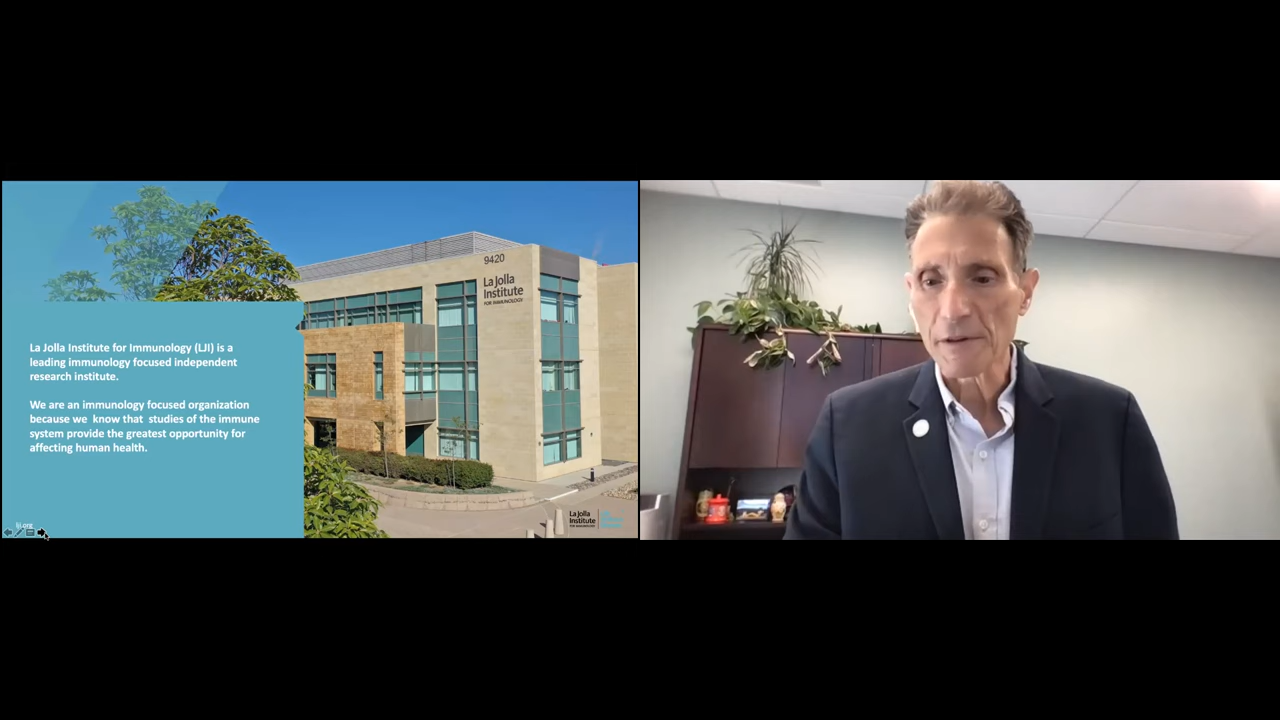 9420
La Jolla
Institute
FOR IMMUNOLOGY
La Jolla Institute for Immunology (LJI) is a
leading immunology focused independent
research institute.
We are an immunology focused organization
because we know that studies of the immune
system provide the greatest opportunity for
affecting human health.
lji.org
La Jolla
Institute
FOR IMMUNOLOGY